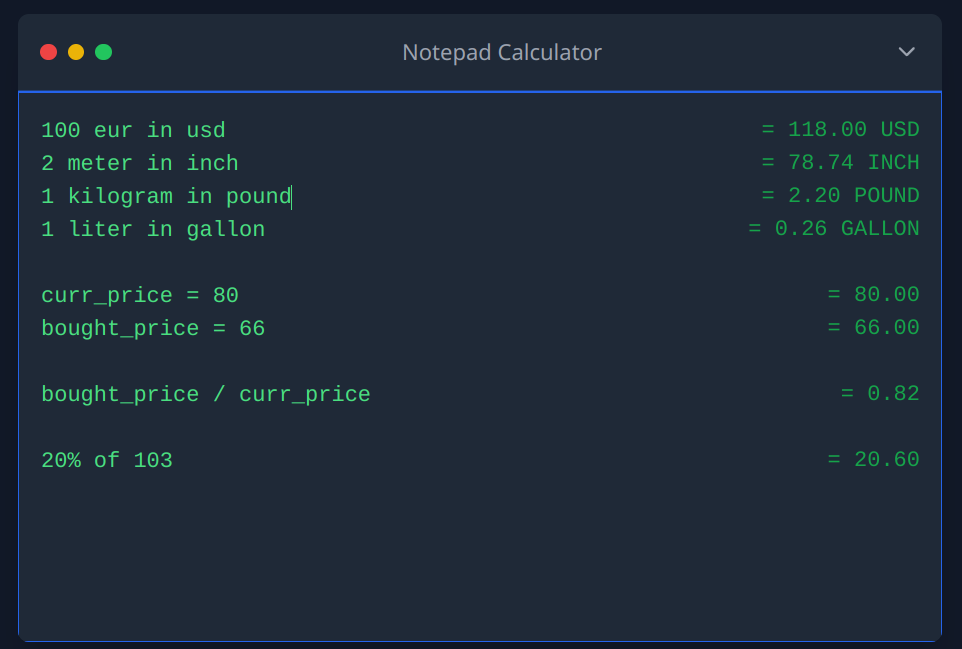 Notepad Calculator
100 eur in usd = 118.00 USD
2 meter in inch = 78.74 INCH
1 kilogram in pound = 2.20 POUND
1 liter in gallon = 0.26 GALLON
curr_price = 80 = 80.00
bought_price = 66 = 66.00
bought_price / curr_price = 0.82
20% of 103 = 20.60